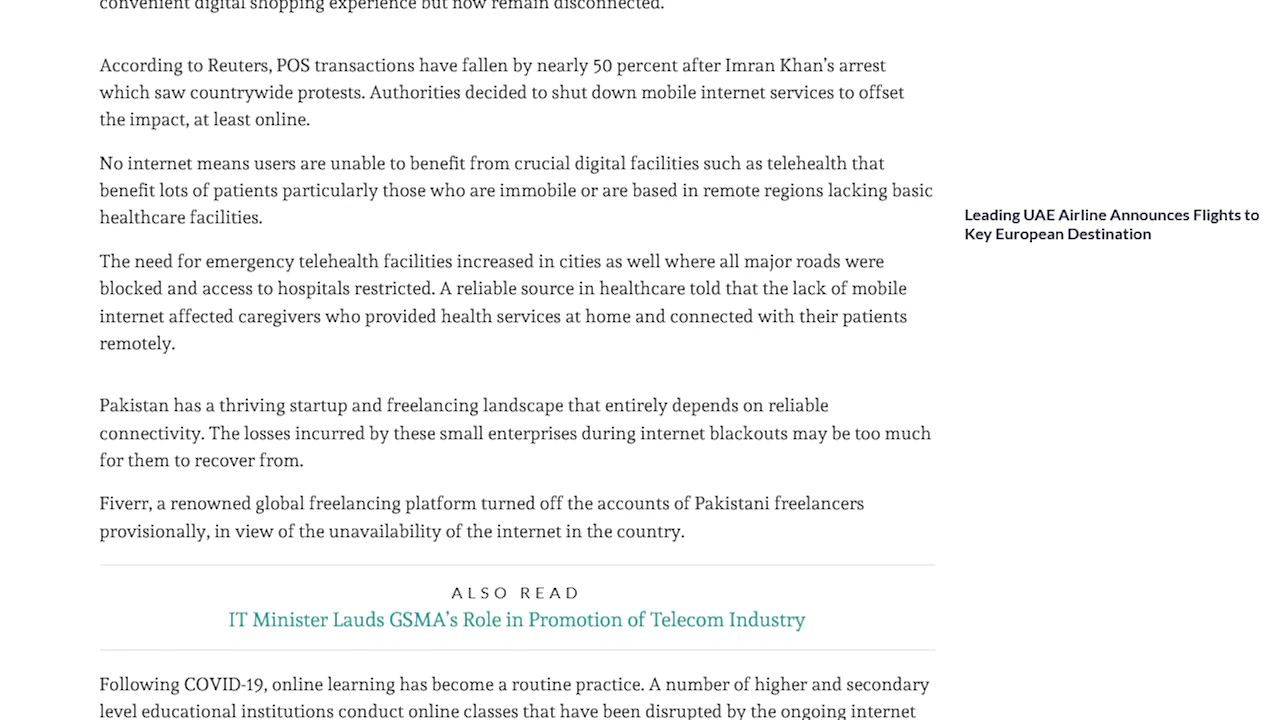 convenient digital shopping experience but now remain disconnected.
According to Reuters, POS transactions have fallen by nearly 50 percent after Imran Khan’s arrest
which saw countrywide protests. Authorities decided to shut down mobile internet services to offset
the impact, at least online.
No internet means users are unable to benefit from crucial digital facilities such as telehealth that
benefit lots of patients particularly those who are immobile or are based in remote regions lacking basic
healthcare facilities.
The need for emergency telehealth facilities increased in cities as well where all major roads were
blocked and access to hospitals restricted. A reliable source in healthcare told that the lack of mobile
internet affected caregivers who provided health services at home and connected with their patients
remotely.
Pakistan has a thriving startup and freelancing landscape that entirely depends on reliable
connectivity. The losses incurred by these small enterprises during internet blackouts may be too much
for them to recover from.
Fiverr, a renowned global freelancing platform turned off the accounts of Pakistani freelancers
provisionally, in view of the unavailability of the internet in the country.
ALSO READ
IT Minister Lauds GSMA’s Role in Promotion of Telecom Industry
Following COVID-19, online learning has become a routine practice. A number of higher and secondary
level educational institutions conduct online classes that have been disrupted by the ongoing internet
Leading UAE Airline Announces Flights to
Key European Destination